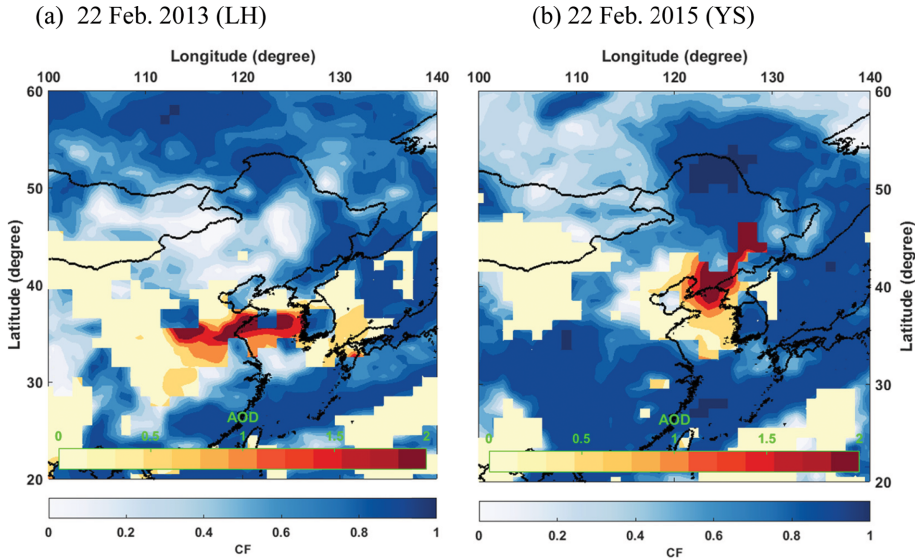 (a) 22 Feb. 2013 (LH)
Longitude (degree)
100 110 120 130 140
Latitude (degree)
60
50
40
30
20
AOD
0 0.5 1 1.5 2
0 0.2 0.4 0.6 0.8 1
CF
(b) 22 Feb. 2015 (YS)
Longitude (degree)
100 110 120 130 140
60
50
40
30
20
Latitude (degree)
AOD
0 0.5 1 1.5 2
0 0.2 0.4 0.6 0.8 1
CF